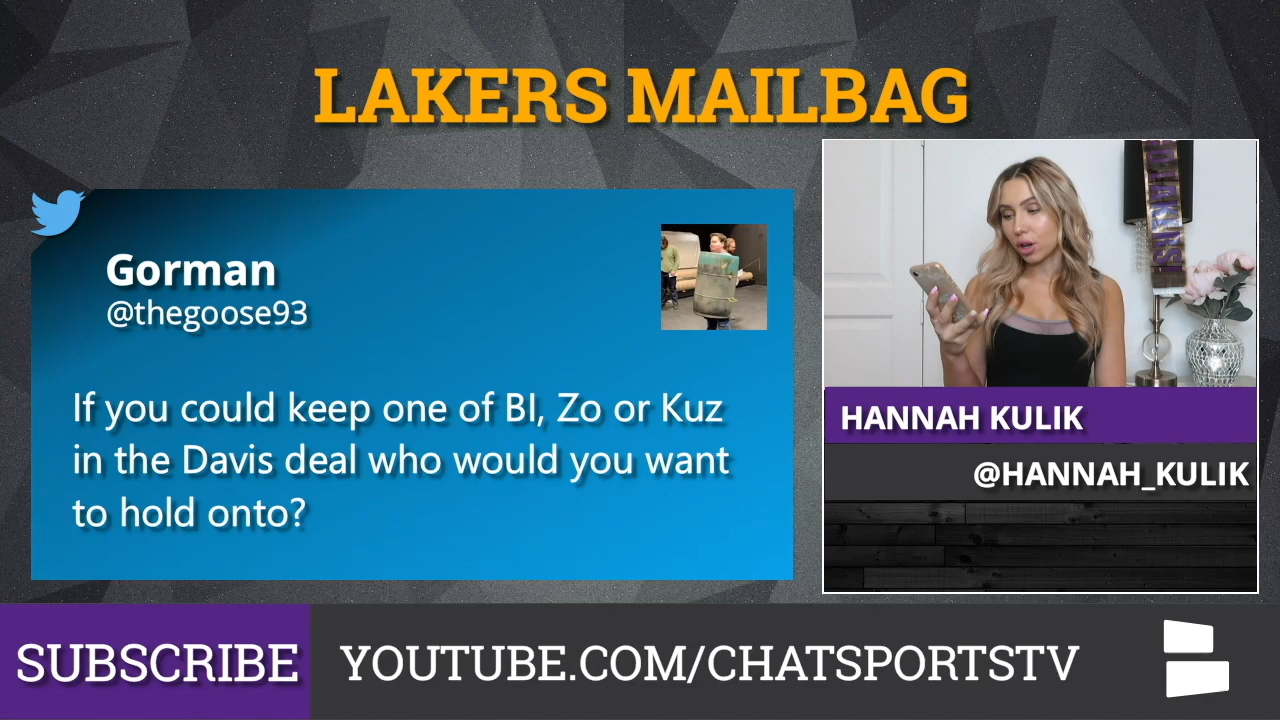 LAKERS MAILBAG
Gorman
@thegoose93
If you could keep one of BI, Zo or Kuz
in the Davis deal who would you want
to hold onto?
HANNAH KULIK
@HANNAH_KULIK
SUBSCRIBE
YOUTUBE.COM/CHATSPORTSTV